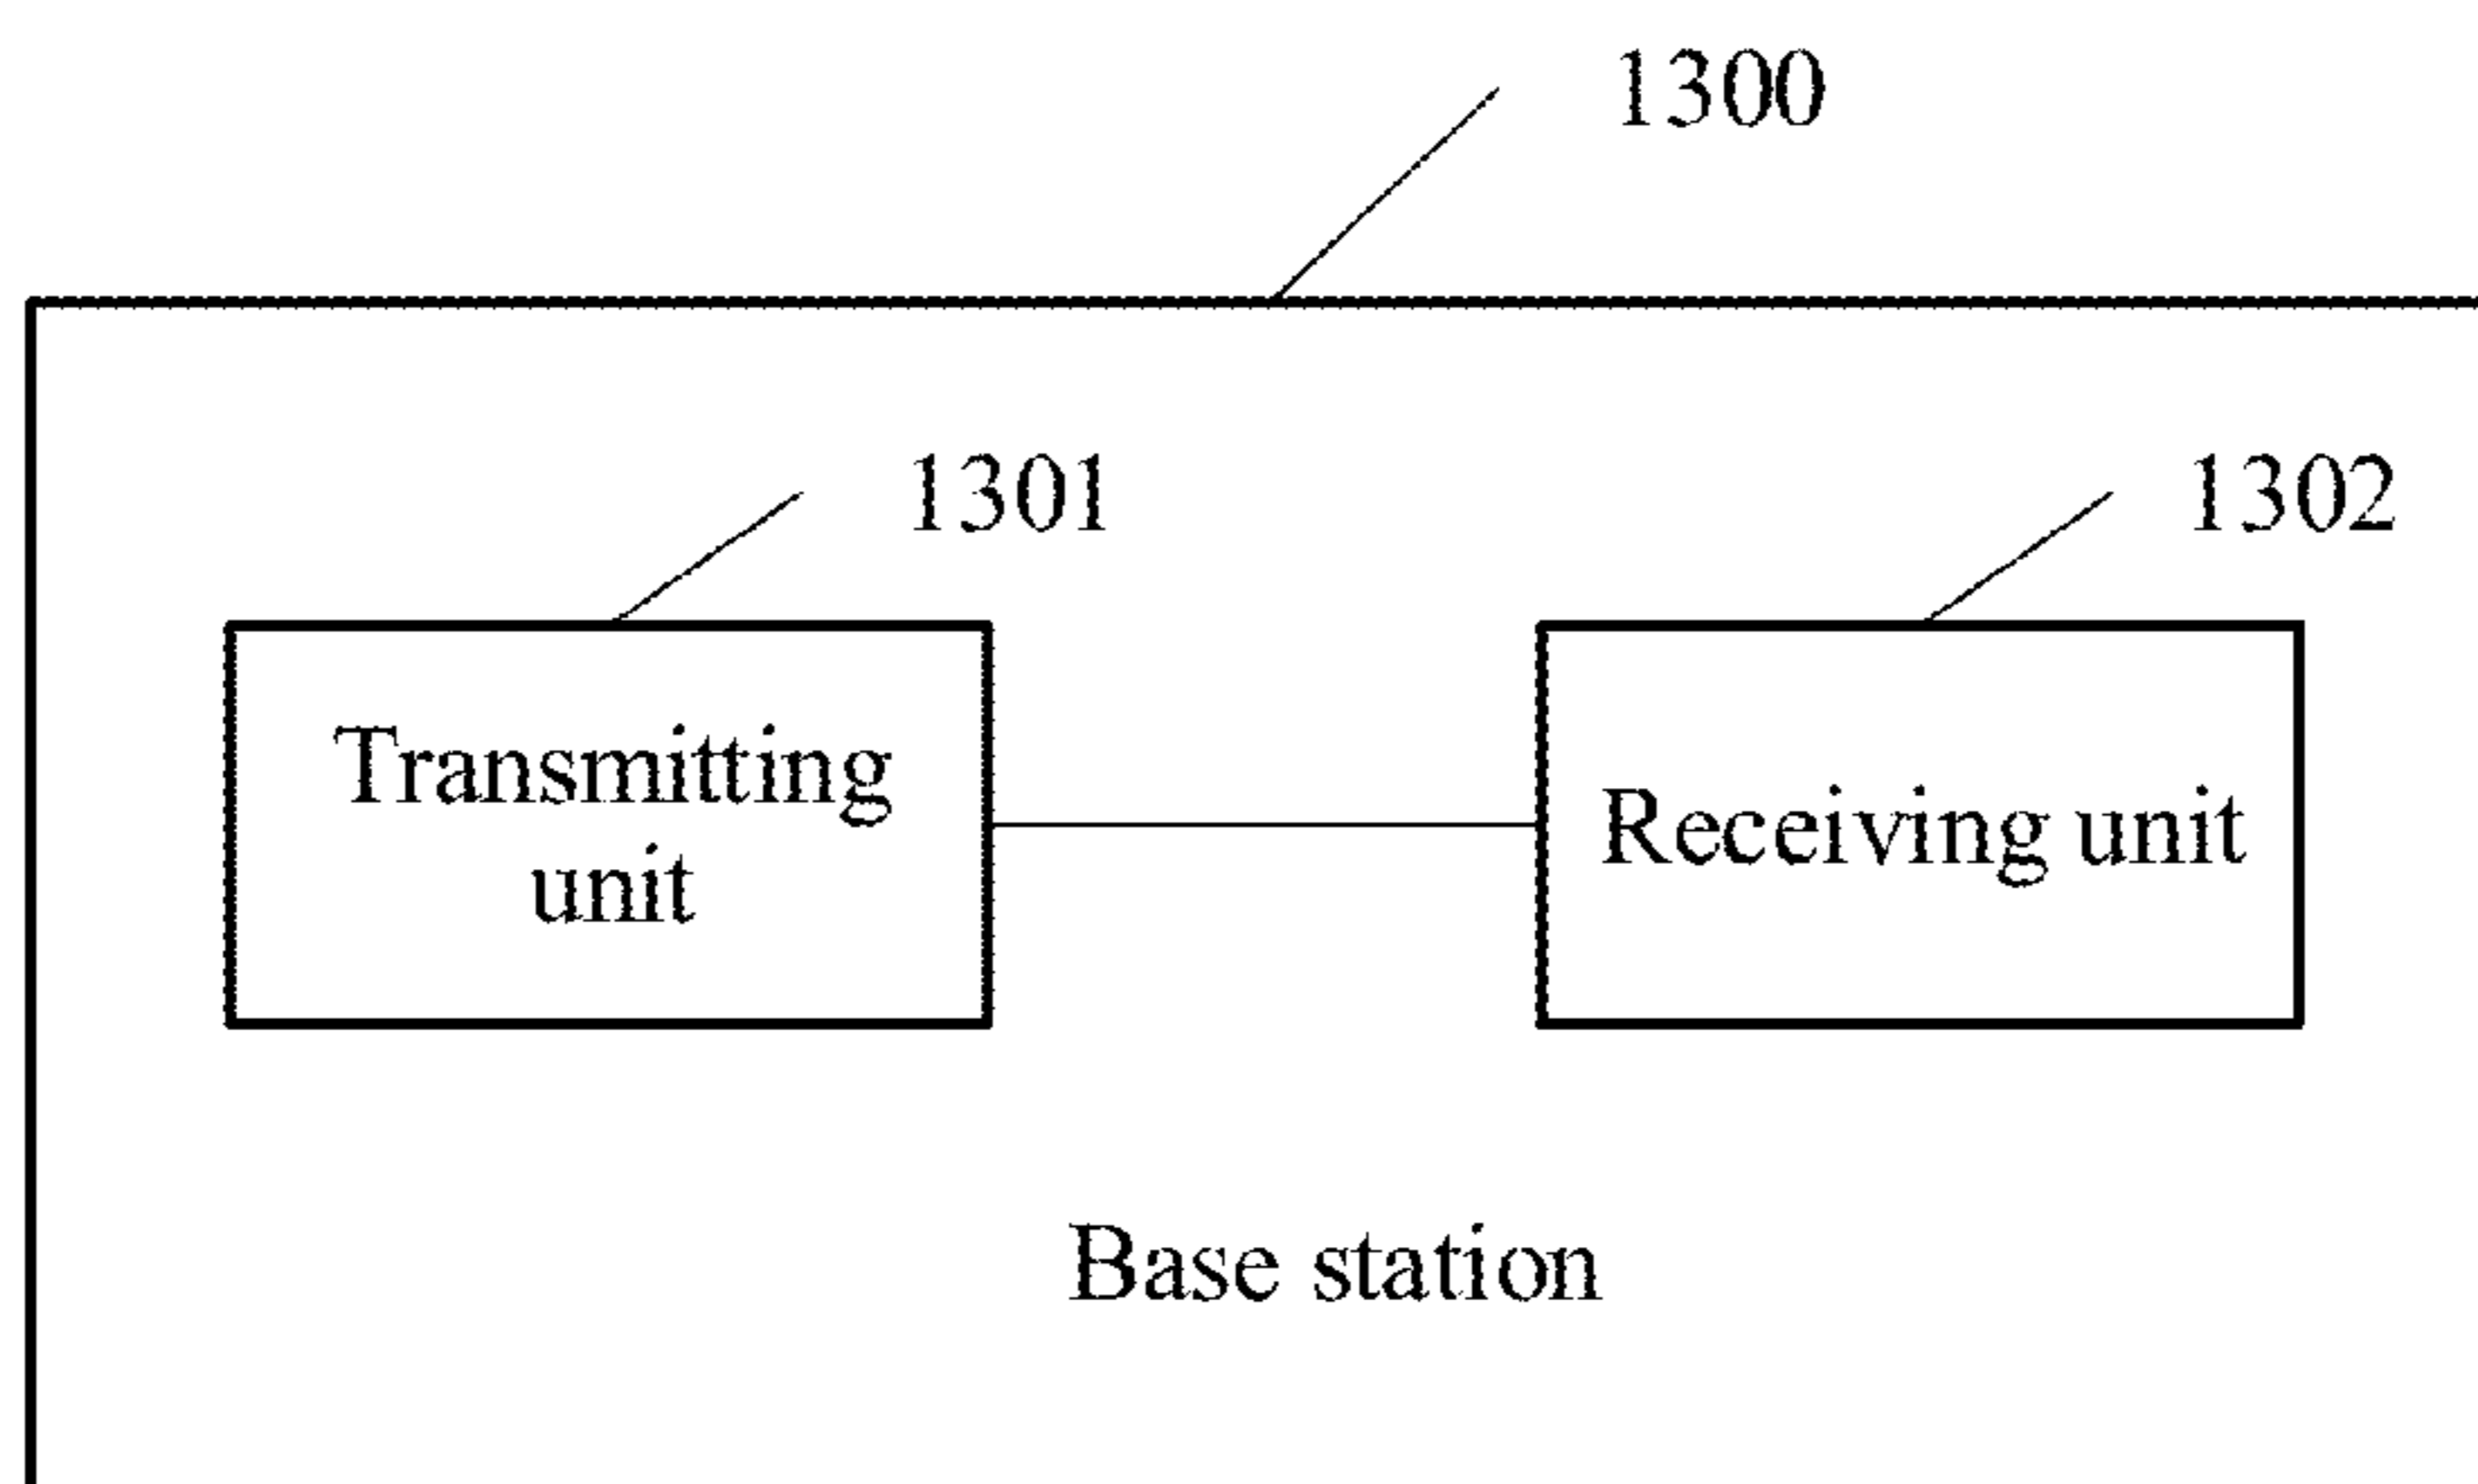 1300
1301
1302
Transmitting
unit
Receiving unit
Base station